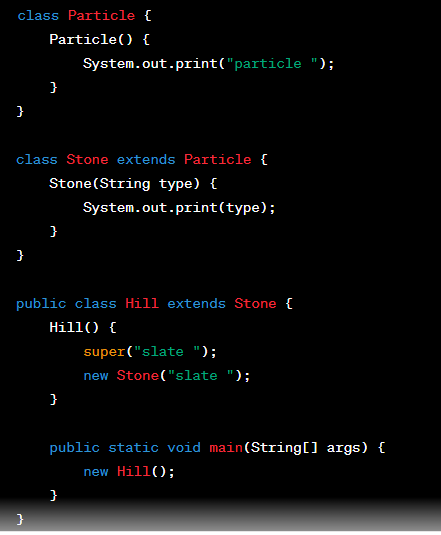 class Particle {
    Particle() {
        System.out.print("particle ");
    }
}

class Stone extends Particle {
    Stone(String type) {
        System.out.print(type);
    }
}

public class Hill extends Stone {
    Hill() {
        super("slate ");
        new Stone("slate ");
    }

    public static void main(String[] args) {
        new Hill();
    }
}